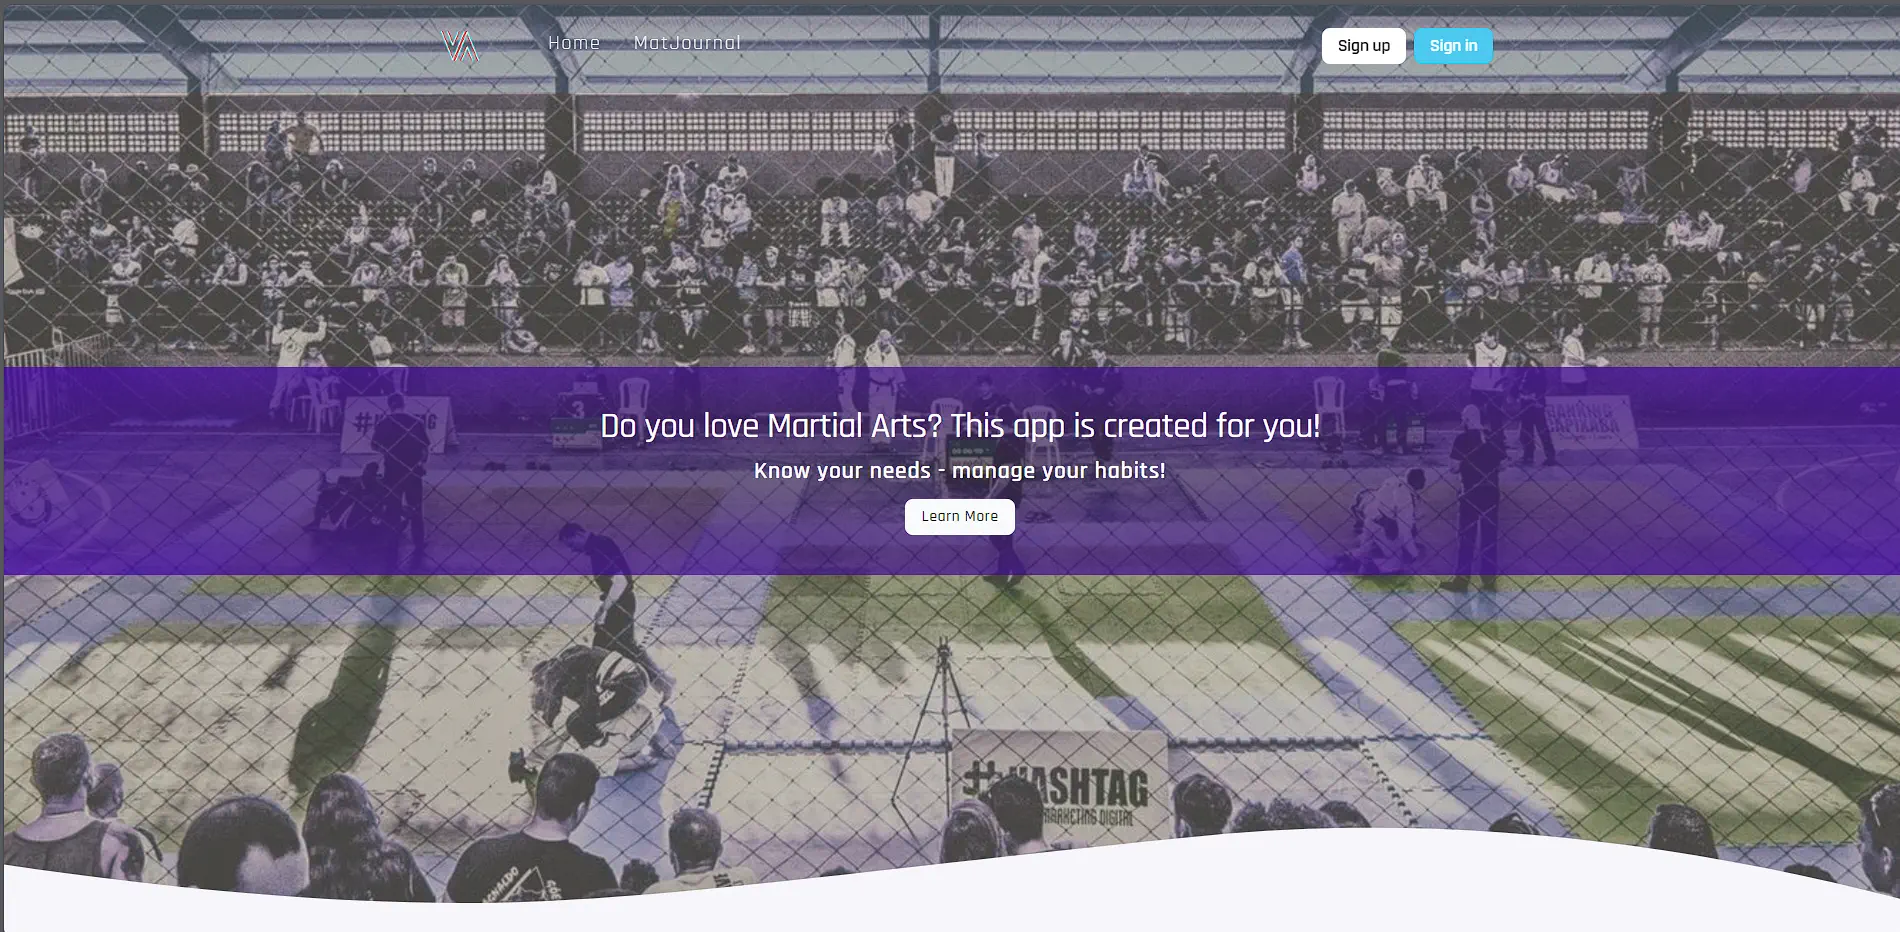 Home MatJournal Sign up Sign in
3
Do you love Martial Arts? This app is created for you!
Know your needs - manage your habits!
Learn More
#HASHTAG
MARKETING DIGITAL